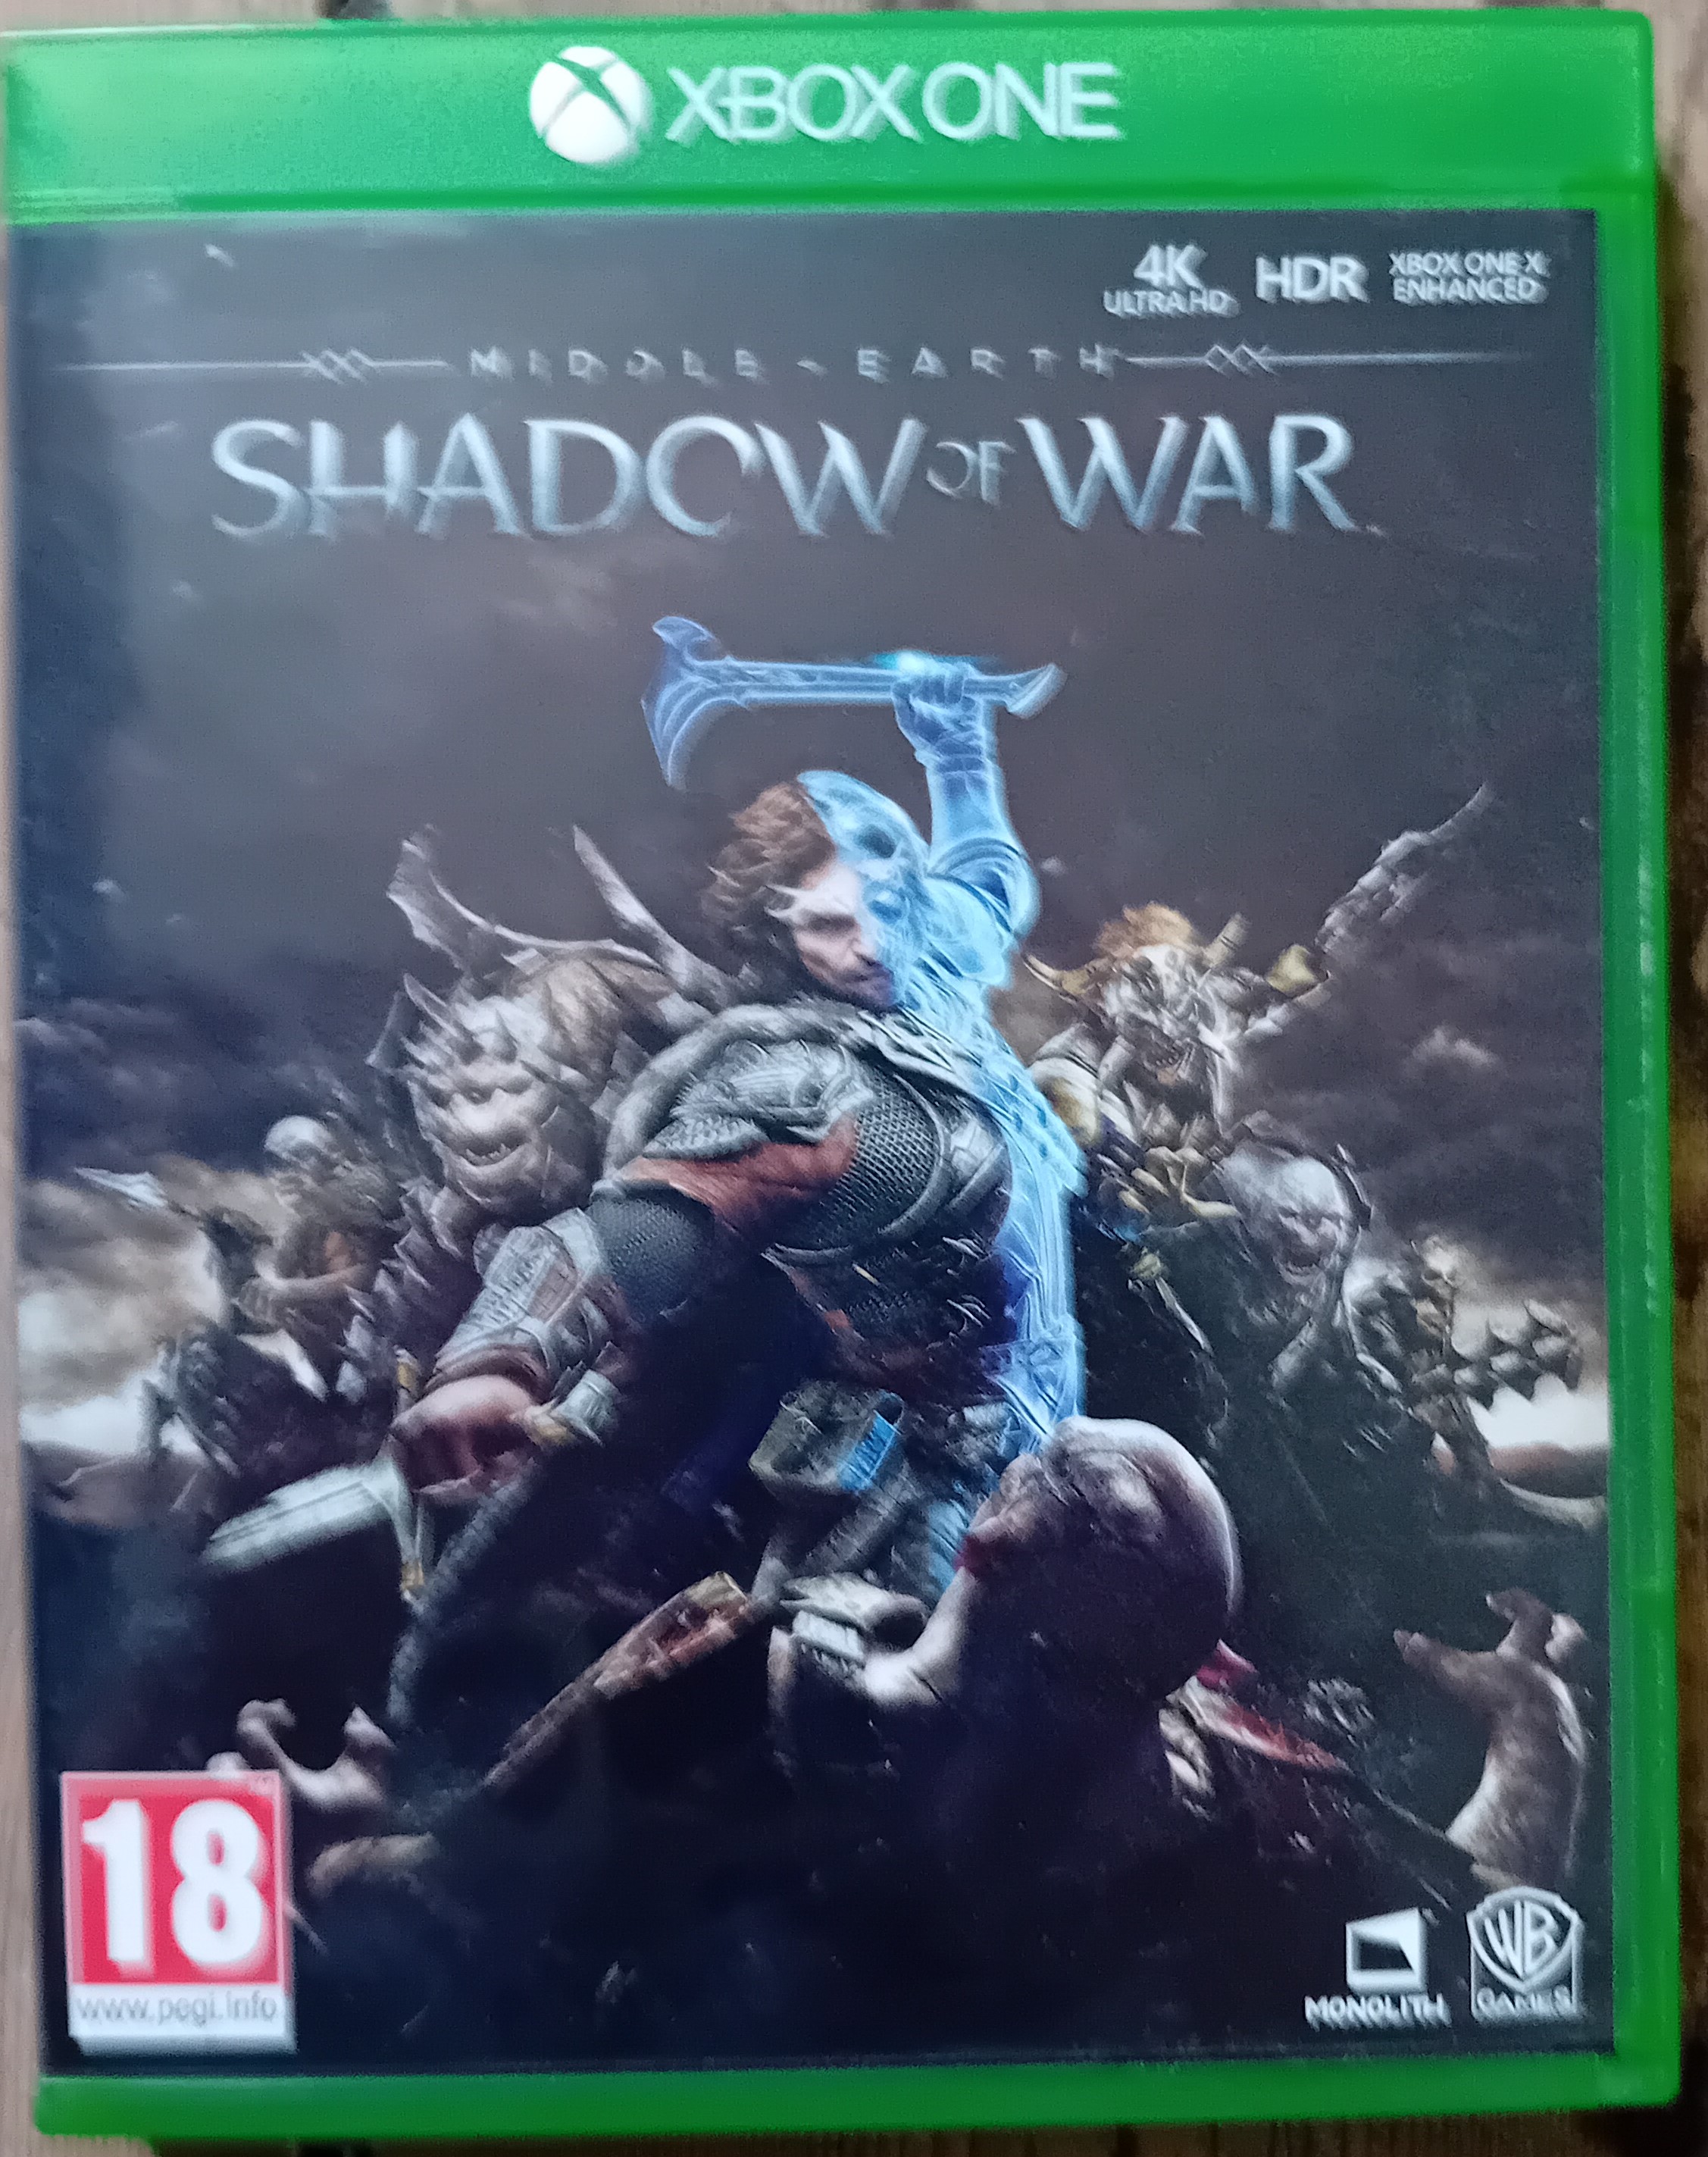 XBOX ONE
4K
ULTRA HD
HDR
XBOX ONE X
ENHANCED
MIDDLE-EARTH
SHADOW OF WAR
18
www.pegi.info
MONOLITH
WB
GAMES